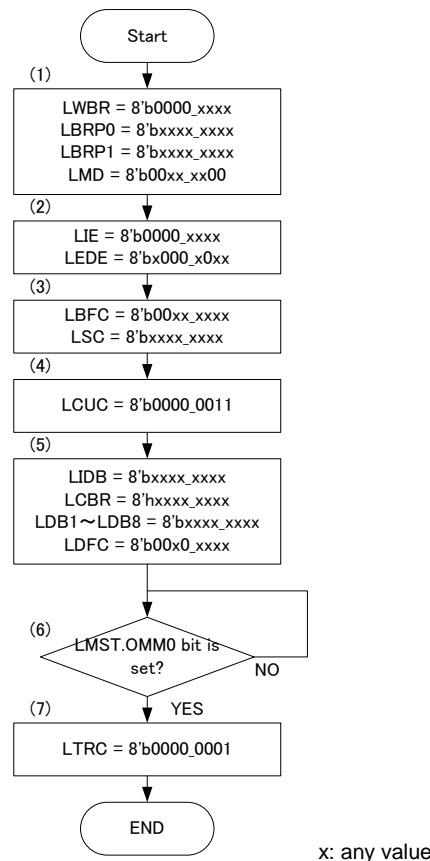 Start
(1)
LWBR = 8'b0000_xxxx
LBRP0 = 8'bxxxx_xxxx
LBRP1 = 8'bxxxx_xxxx
LMD = 8'b00xx_xx00
(2)
LIE = 8'b0000_xxxx
LEDE = 8'bx000_x0xx
(3)
LBFC = 8'b00xx_xxxx
LSC = 8'bxxxx_xxxx
(4)
LCUC = 8'b0000_0011
(5)
LIDB = 8'bxxxx_xxxx
LCBR = 8'hxxxx_xxxx
LDB1～LDB8 = 8'bxxxx_xxxx
LDFC = 8'b00x0_xxxx
(6)
LMST.OMM0 bit is
set?
NO
(7)
YES
LTRC = 8'b0000_0001
END
x: any value